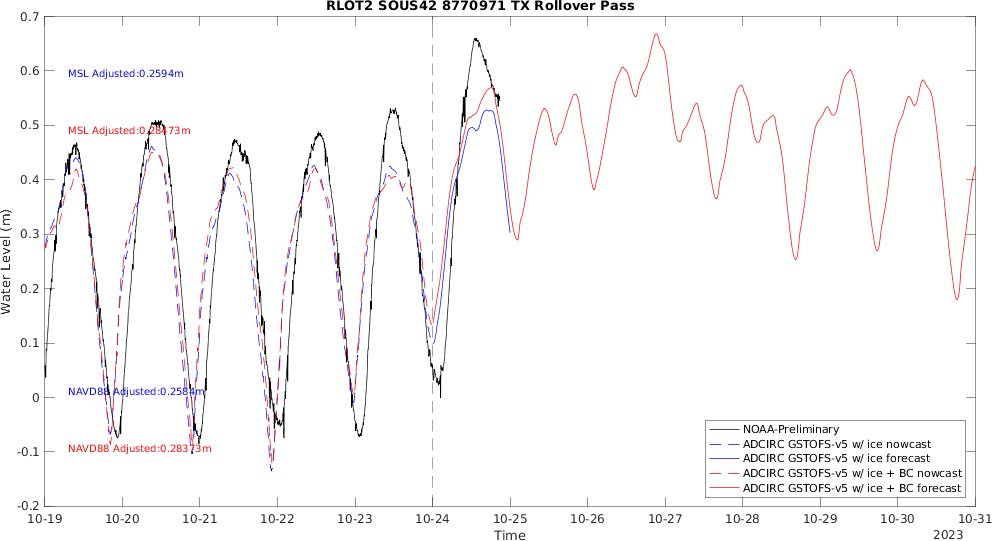 RLOT2 SOUS42 8770971 TX Rollover Pass
0.7
0.6
0.5
0.4
0.3
0.2
0.1
0
-0.1
-0.2
Water Level (m)
MSL Adjusted:0.2594m
MSL Adjusted:0.28473m
NAVD88 Adjusted:0.2584m
NAVD88 Adjusted:0.28373m
NOAA-Preliminary
ADCIRC GSTOFS-v5 w/ ice nowcast
ADCIRC GSTOFS-v5 w/ ice forecast
ADCIRC GSTOFS-v5 w/ ice + BC nowcast
ADCIRC GSTOFS-v5 w/ ice + BC forecast
10-19 10-20 10-21 10-22 10-23 10-24 10-25 10-26 10-27 10-28 10-29 10-30 10-31
Time
2023